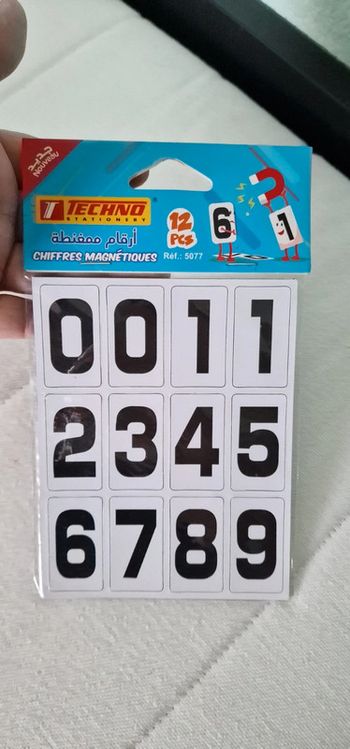 جديد
NOUVEAU
T TECHNO
STATIONERY
أرقام ممغنطة
CHIFFRES MAGNÉTIQUES
12
PCS
Réf.: 5077
6 1
0 0 1 1
2 3 4 5
6 7 8 9